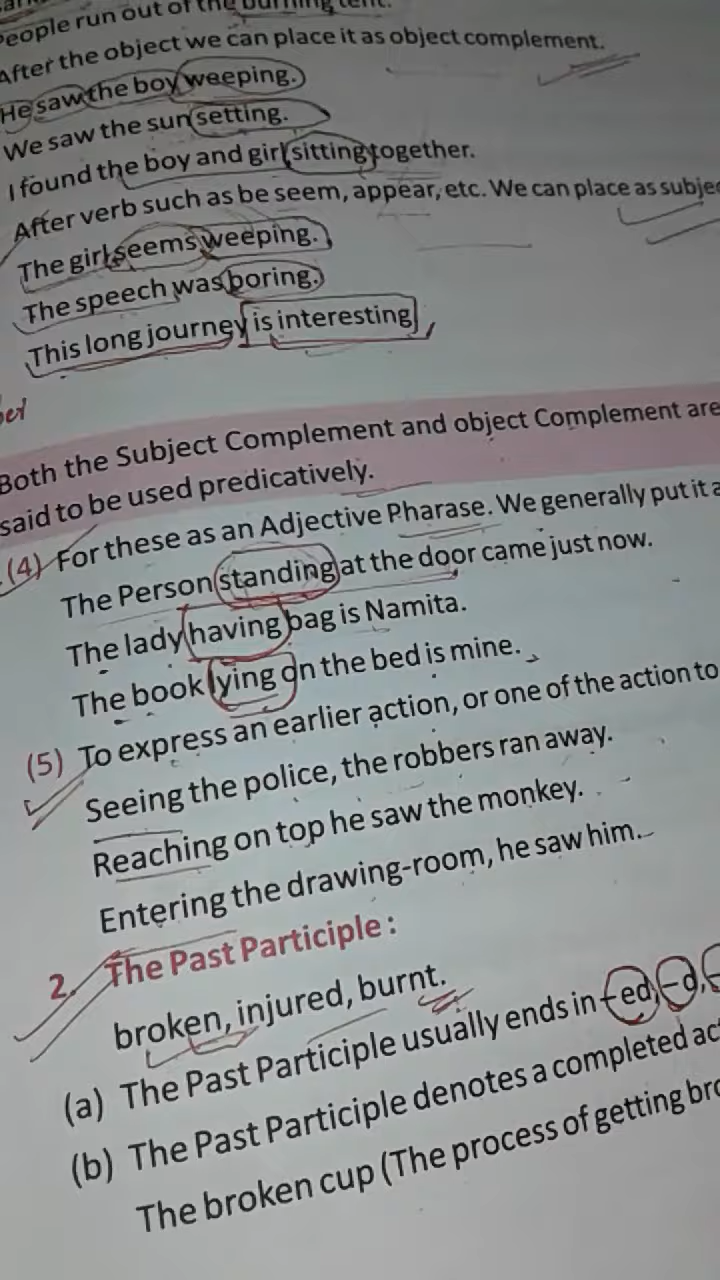 People run out of the burning tent.
After the object we can place it as object complement.
He saw the boy weeping.
We saw the sun setting.
I found the boy and girl sitting together.
After verb such as be seem, appear, etc. We can place as
The girl seems weeping.
The speech was boring.
This long journey is interesting
Both the Subject Complement and object Complement are
said to be used predicatively.
(4) For these as an Adjective Pharase. We generally put it
The Person standing at the door came just now.
The lady having bag is Namita.
The book lying on the bed is mine.
(5) To express an earlier action, or one of the action to
Seeing the police, the robbers ran away.
Reaching on top he saw the monkey.
Entering the drawing-room, he saw him.
2. The Past Participle :
broken, injured, burnt.
(a) The Past Participle usually ends in -ed, -d,
(b) The Past Participle denotes a completed
The broken cup (The process of getting